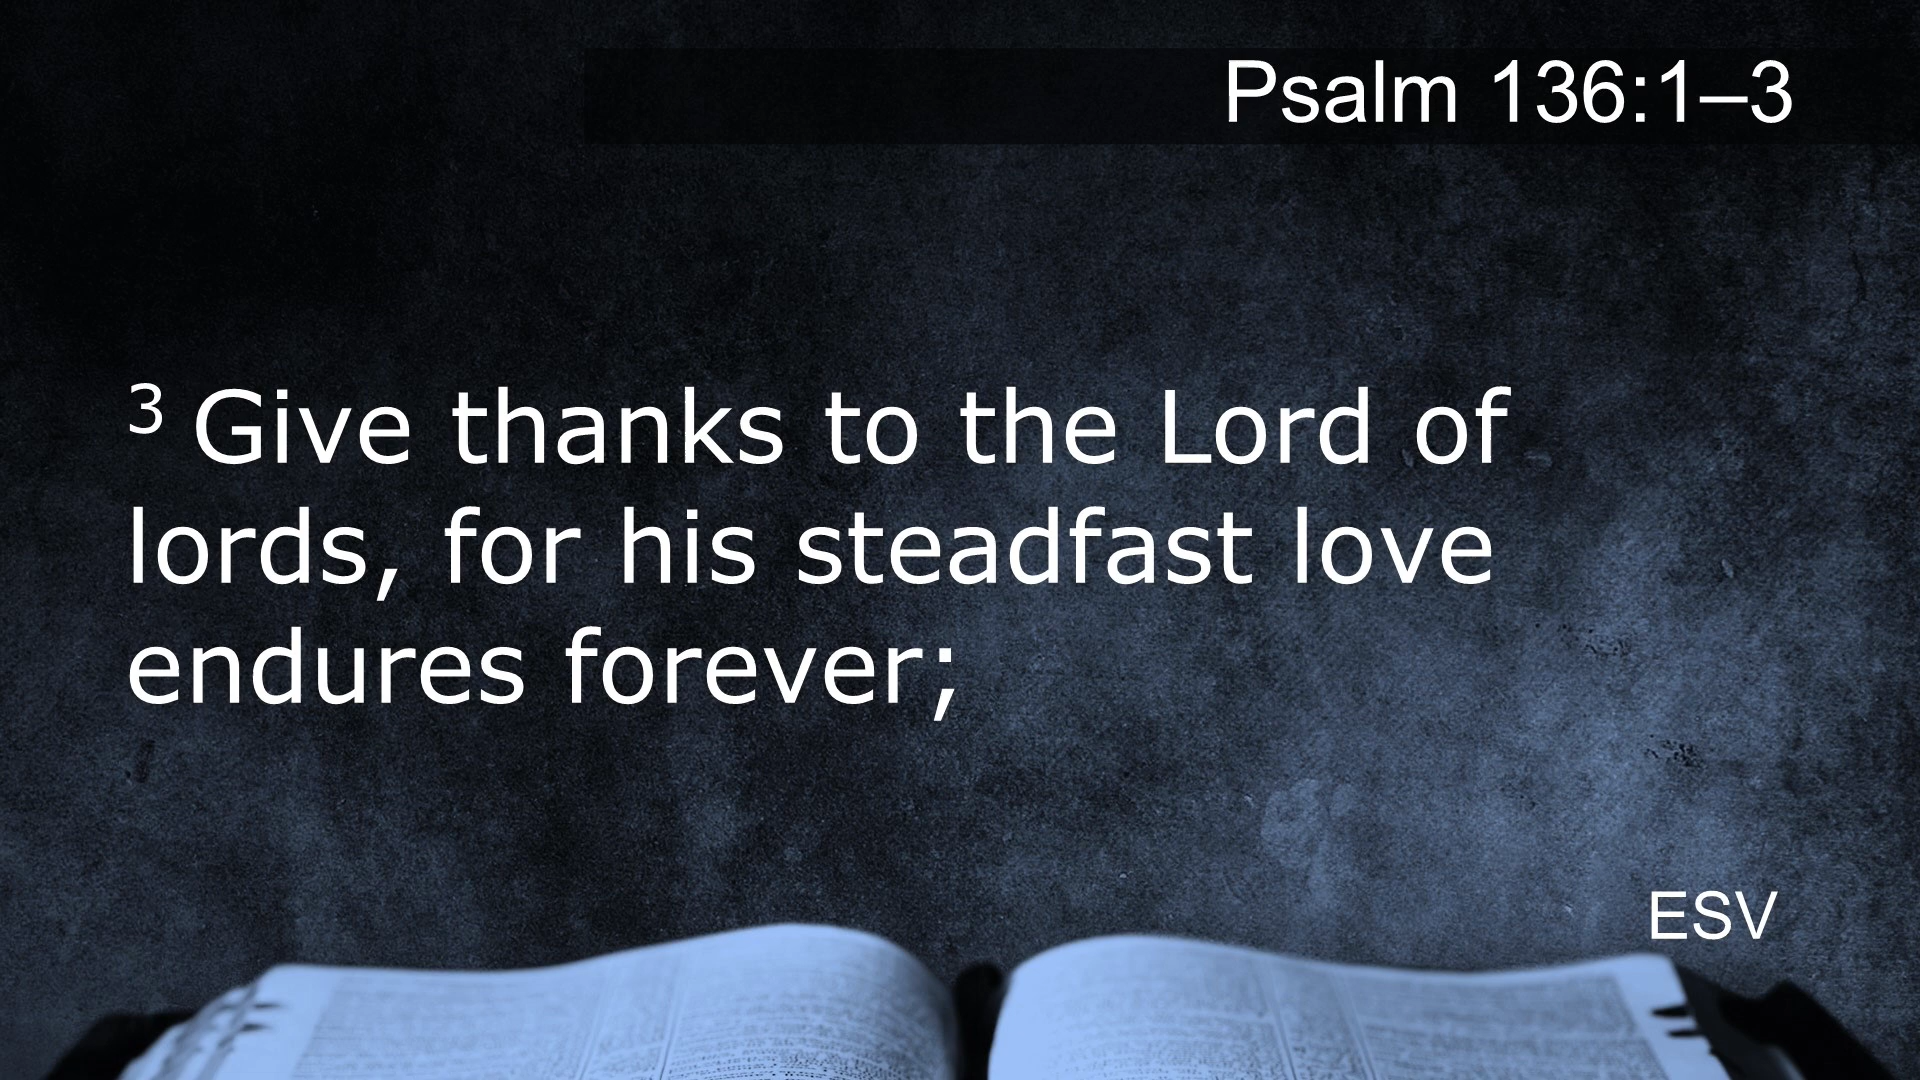 Psalm 136:1–3
3 Give thanks to the Lord of
lords, for his steadfast love
endures forever;
ESV